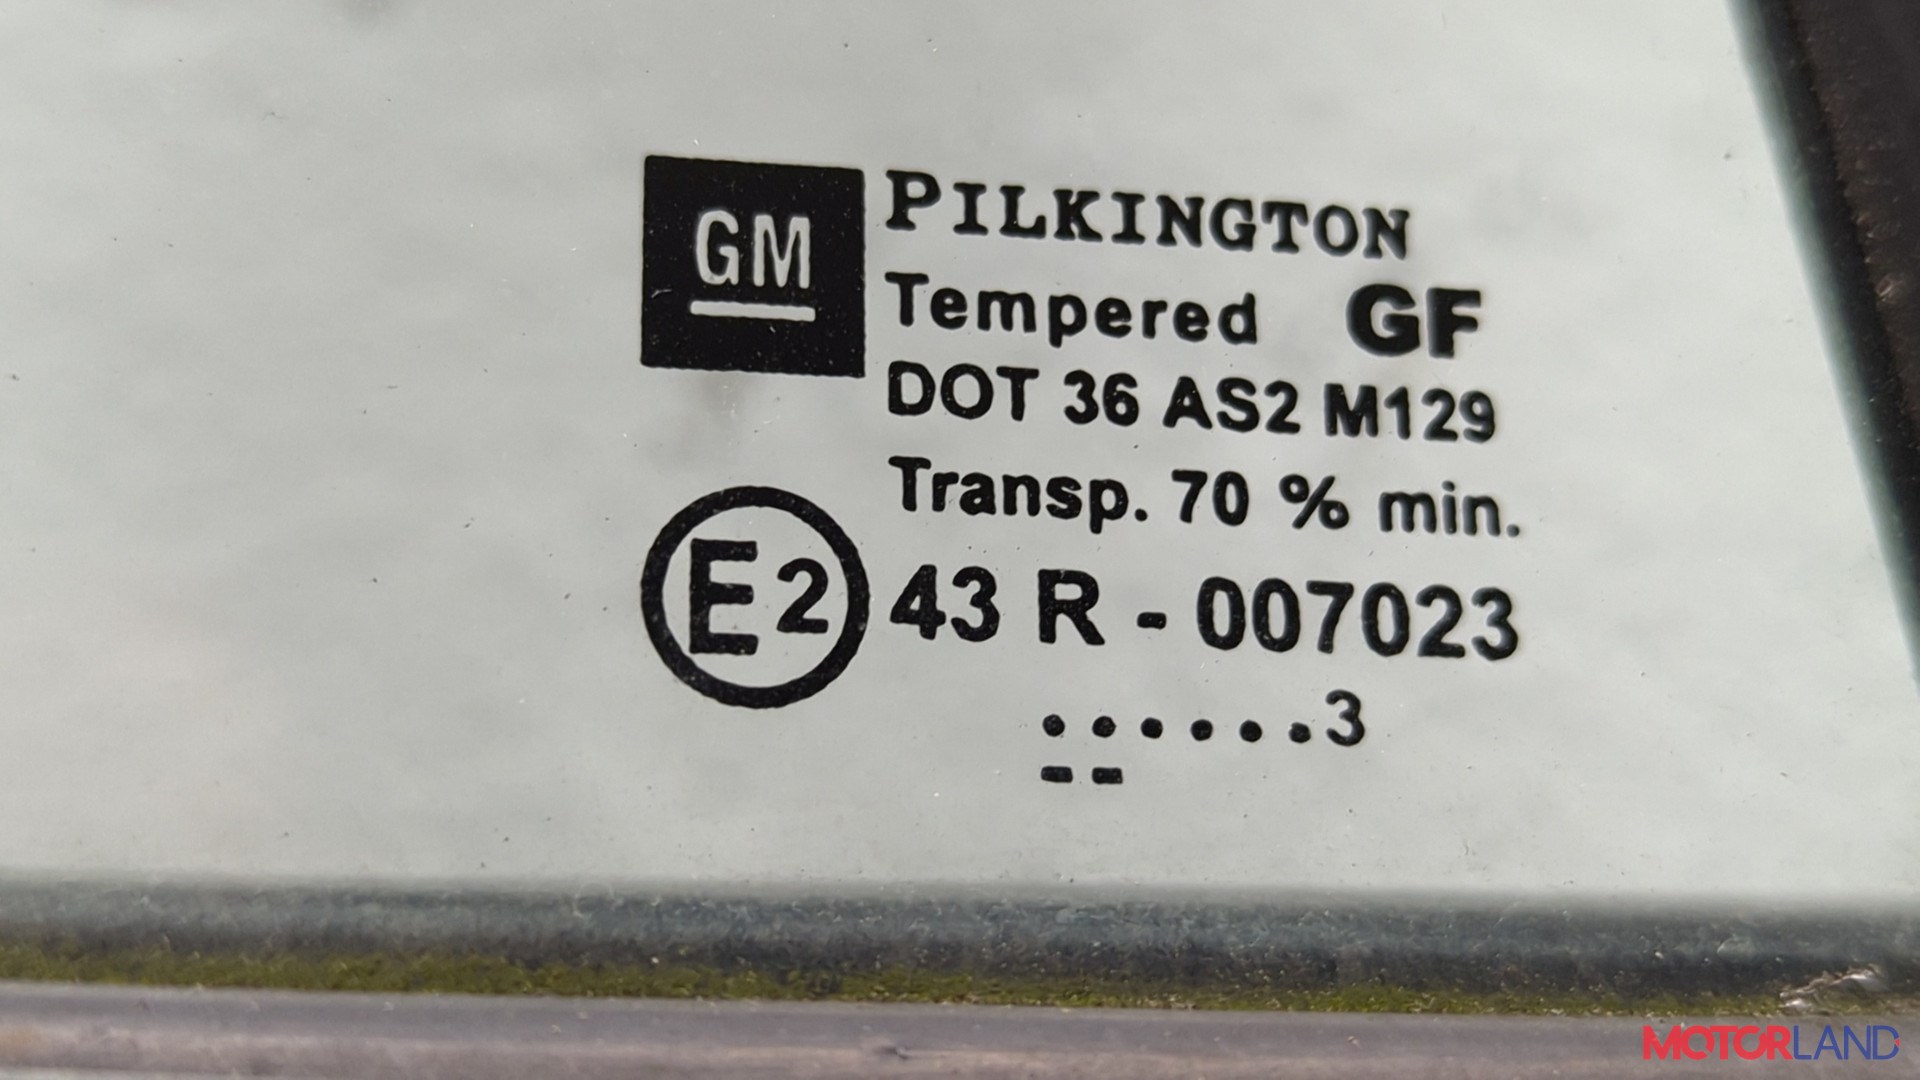 GM
PILKINGTON
Tempered GF
DOT 36 AS2 M129
Transp. 70 % min.
E2 43 R - 007023
......3
--
MOTORLAND